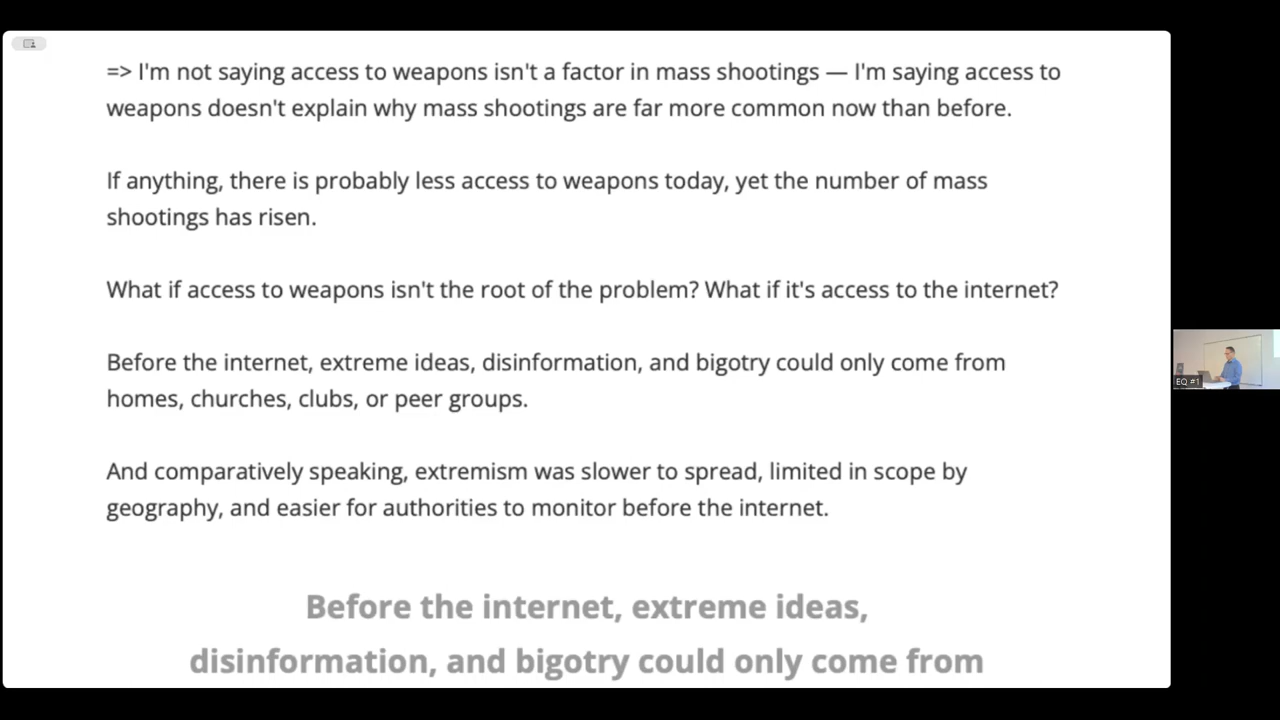 => I'm not saying access to weapons isn't a factor in mass shootings — I'm saying access to
weapons doesn't explain why mass shootings are far more common now than before.
If anything, there is probably less access to weapons today, yet the number of mass
shootings has risen.
What if access to weapons isn't the root of the problem? What if it's access to the internet?
Before the internet, extreme ideas, disinformation, and bigotry could only come from
homes, churches, clubs, or peer groups.
And comparatively speaking, extremism was slower to spread, limited in scope by
geography, and easier for authorities to monitor before the internet.
Before the internet, extreme ideas,
disinformation, and bigotry could only come from
EQ #1